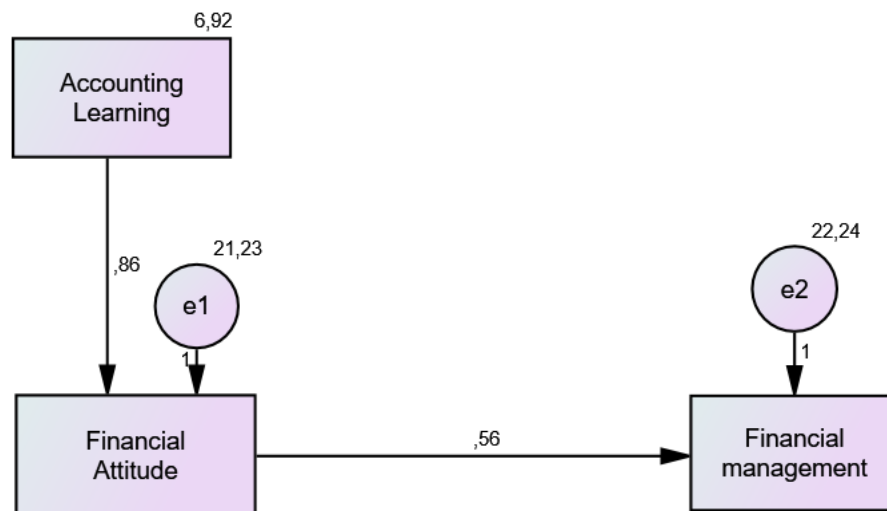 6,92
Accounting
Learning
,86
21,23
e1
1
22,24
e2
1
Financial
Attitude
,56
Financial
management